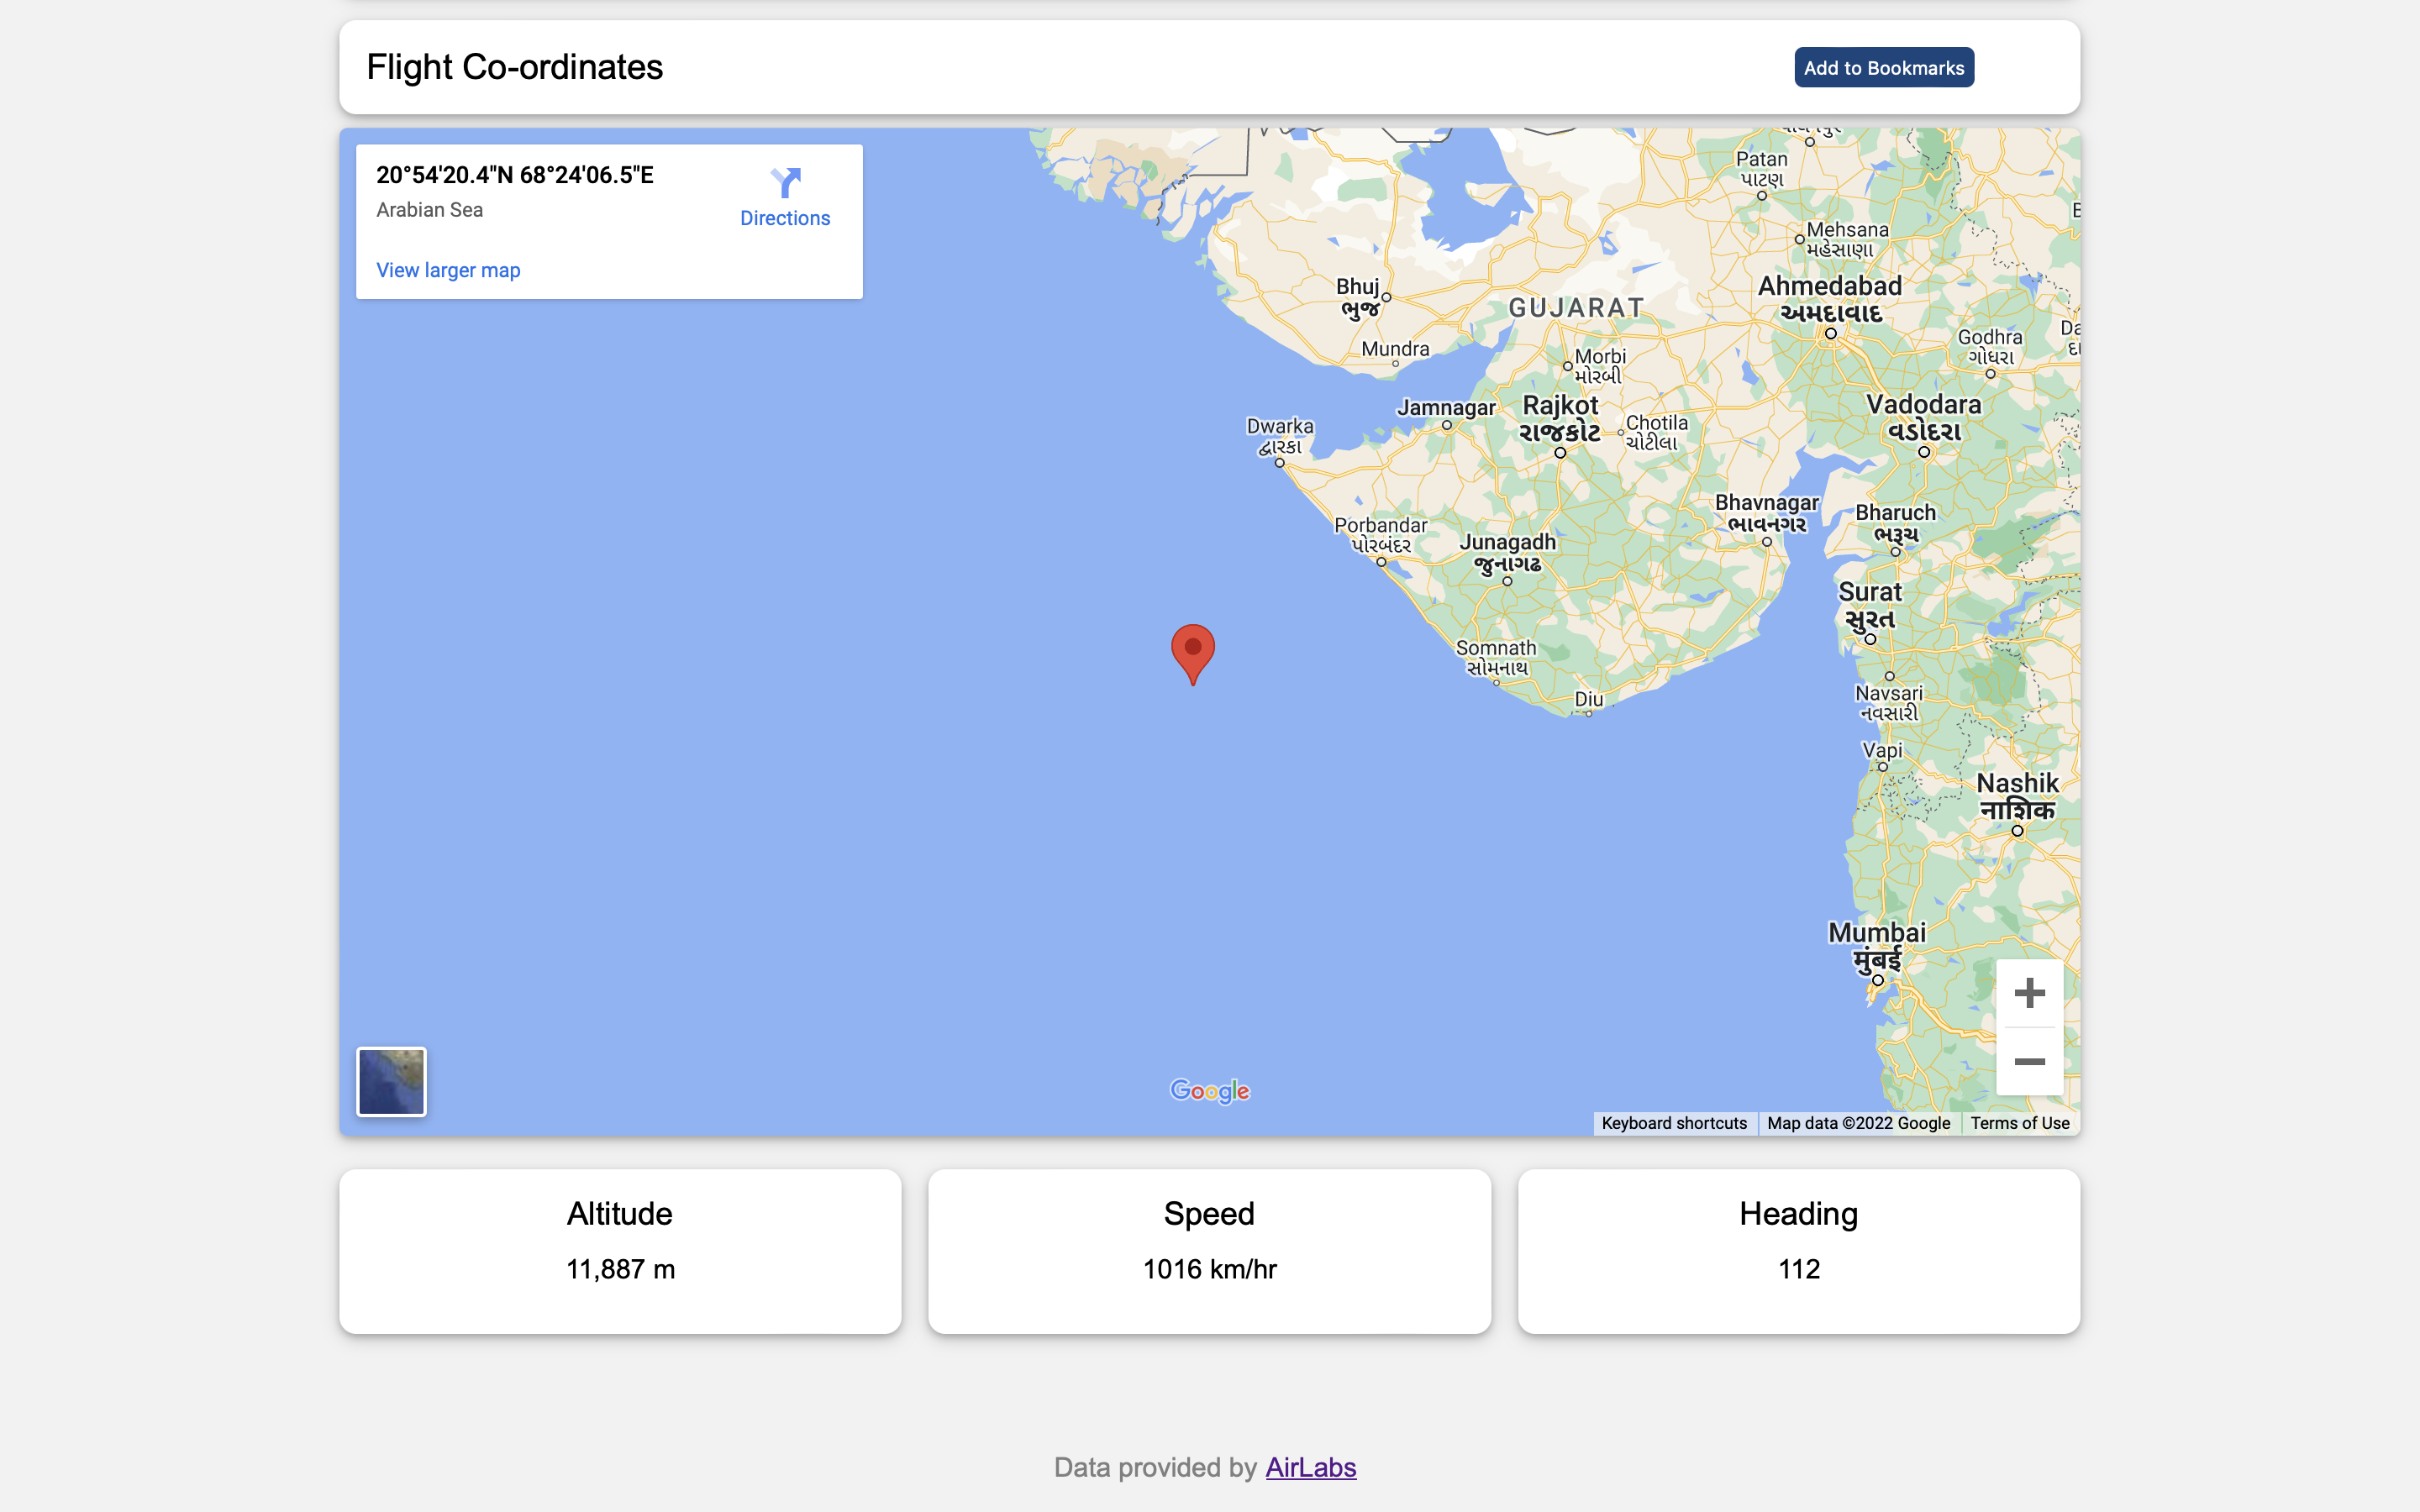 Flight Co-ordinates
Add to Bookmarks
20°54'20.4"N 68°24'06.5"E
Arabian Sea
Directions
View larger map
Patan
પાટણ
Mehsana
મહેસાણા
Bhuj
ભુજ
GUJARAT
Ahmedabad
અમદાવાદ
Godhra
ગોધરા
Mundra
Morbi
મોરબી
Jamnagar
Rajkot
રાજકોટ
Chotila
ચોટીલા
Vadodara
વડોદરા
Dwarka
દ્વારકા
Bhavnagar
ભાવનગર
Bharuch
ભરૂચ
Porbandar
પોરબંદર
Junagadh
જુનાગઢ
Surat
સુરત
Somnath
સોમનાથ
Diu
Navsari
નવસારી
Vapi
Nashik
नाशिक
Mumbai
मुंबई
Google
Keyboard shortcuts
Map data ©2022 Google
Terms of Use
Altitude
11,887 m
Speed
1016 km/hr
Heading
112
Data provided by AirLabs